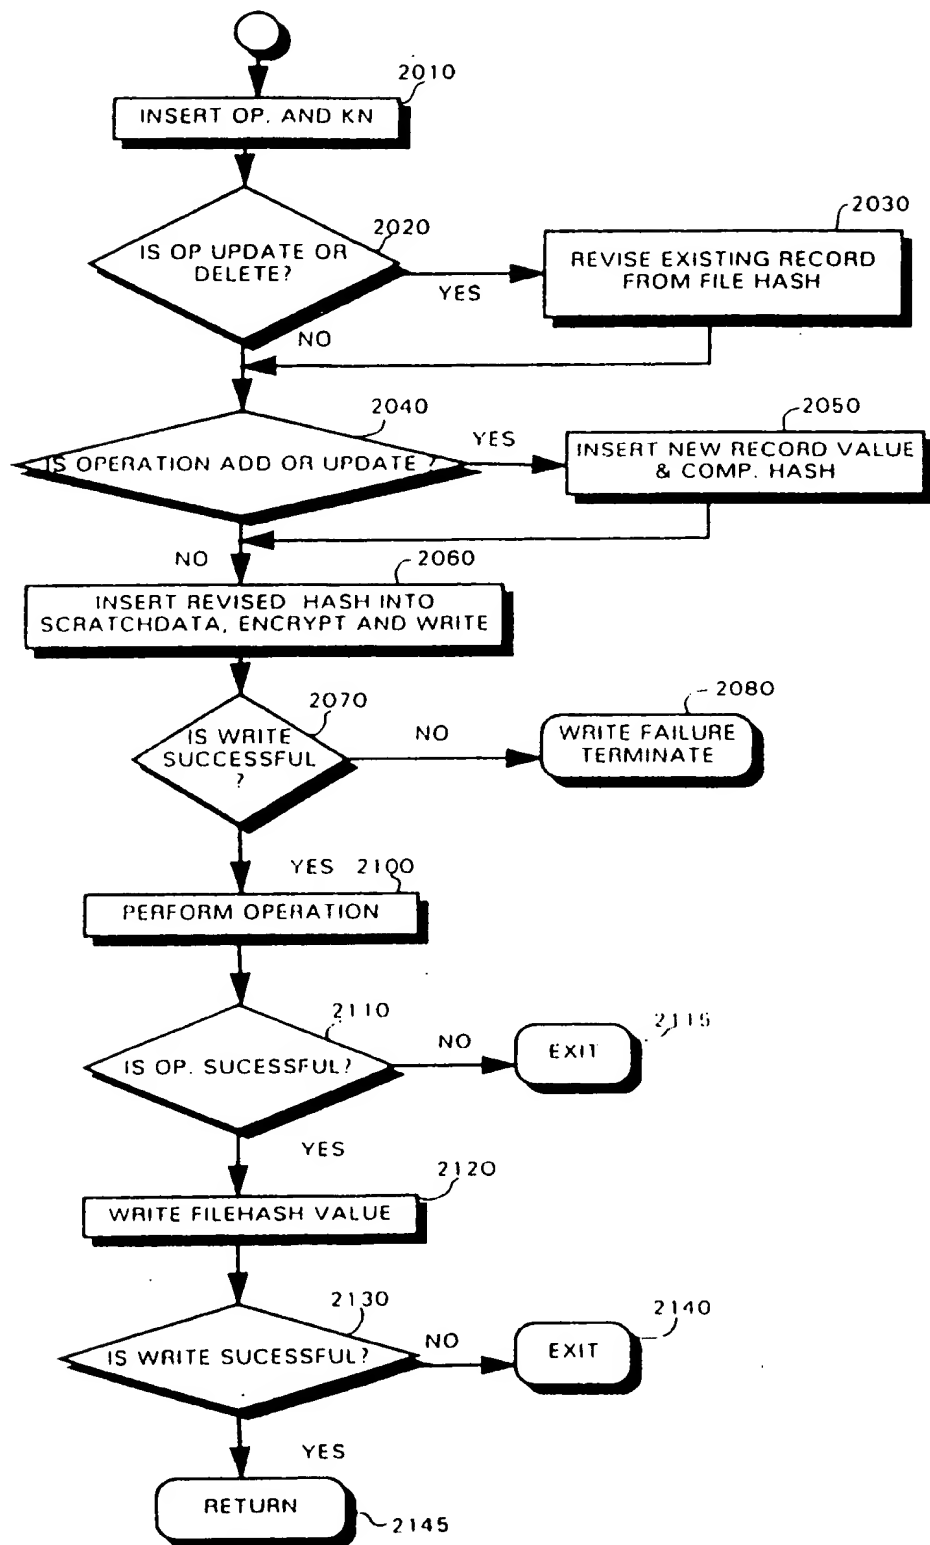 2010
INSERT OP. AND KN
2020
IS OP UPDATE OR
DELETE?
YES
2030
REVISE EXISTING RECORD
FROM FILE HASH
NO
2040
IS OPERATION ADD OR UPDATE ?
YES
2050
INSERT NEW RECORD VALUE
& COMP. HASH
NO
2060
INSERT REVISED HASH INTO
SCRATCHDATA, ENCRYPT AND WRITE
2070
IS WRITE
SUCCESSFUL
?
NO
2080
WRITE FAILURE
TERMINATE
YES
2100
PERFORM OPERATION
2110
IS OP. SUCESSFUL?
NO
2115
EXIT
YES
2120
WRITE FILEHASH VALUE
2130
IS WRITE SUCESSFUL?
NO
2140
EXIT
YES
RETURN
2145